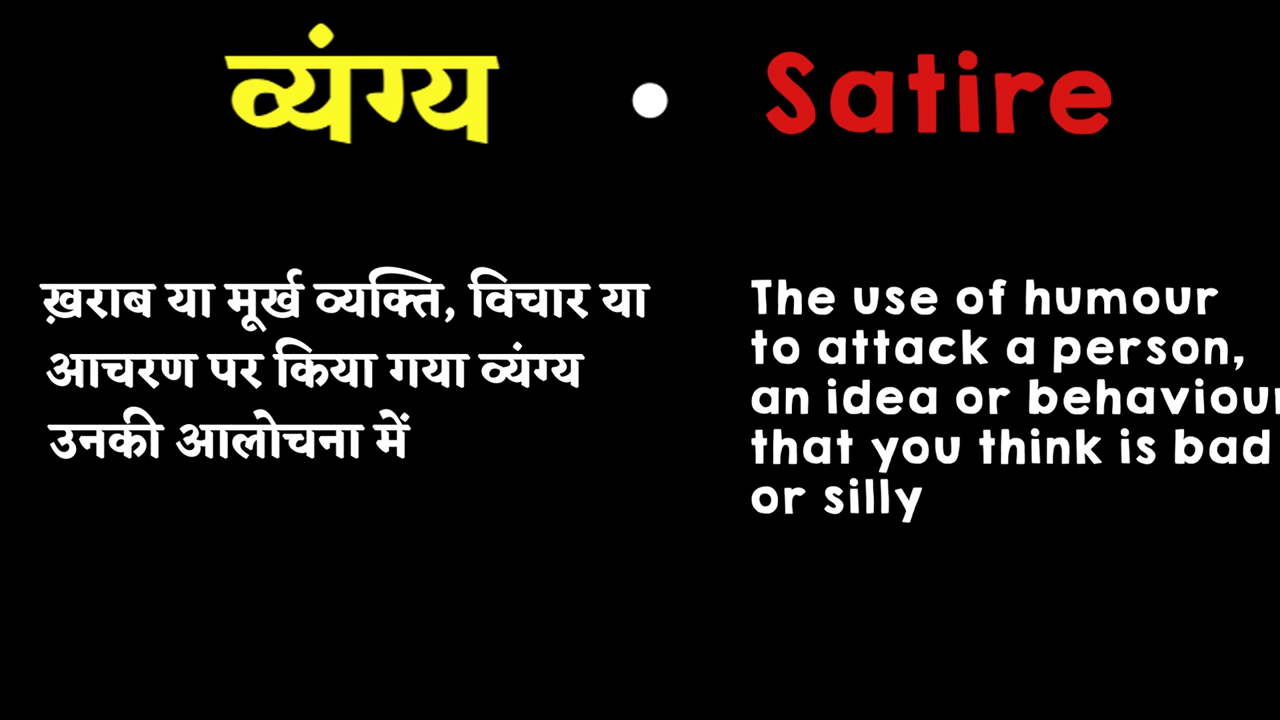 व्यंग्य • Satire
ख़राब या मूर्ख व्यक्ति, विचार या
आचरण पर किया गया व्यंग्य
उनकी आलोचना में
The use of humour
to attack a person,
an idea or behaviour
that you think is bad
or silly